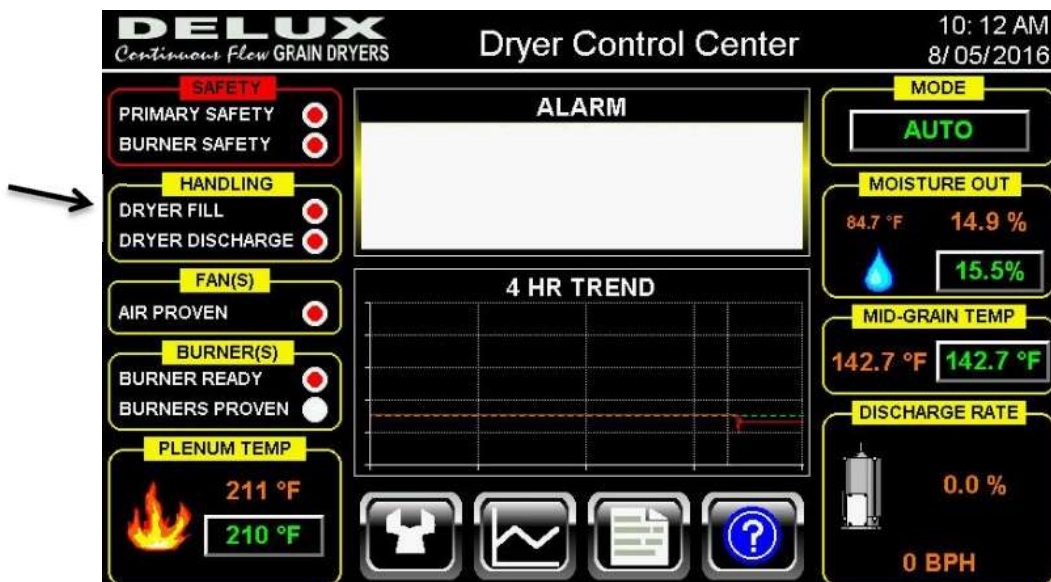 DELUX
Continuous Flow GRAIN DRYERS
Dryer Control Center
10: 12 AM
8/ 05/ 2016
SAFETY
PRIMARY SAFETY
BURNER SAFETY
HANDLING
DRYER FILL
DRYER DISCHARGE
FAN(S)
AIR PROVEN
BURNER(S)
BURNER READY
BURNERS PROVEN
PLENUM TEMP
211 °F
210 °F
ALARM
4 HR TREND
?
MODE
AUTO
MOISTURE OUT
84.7 °F 14.9 %
15.5%
MID-GRAIN TEMP
142.7 °F 142.7 °F
DISCHARGE RATE
0.0 %
0 BPH